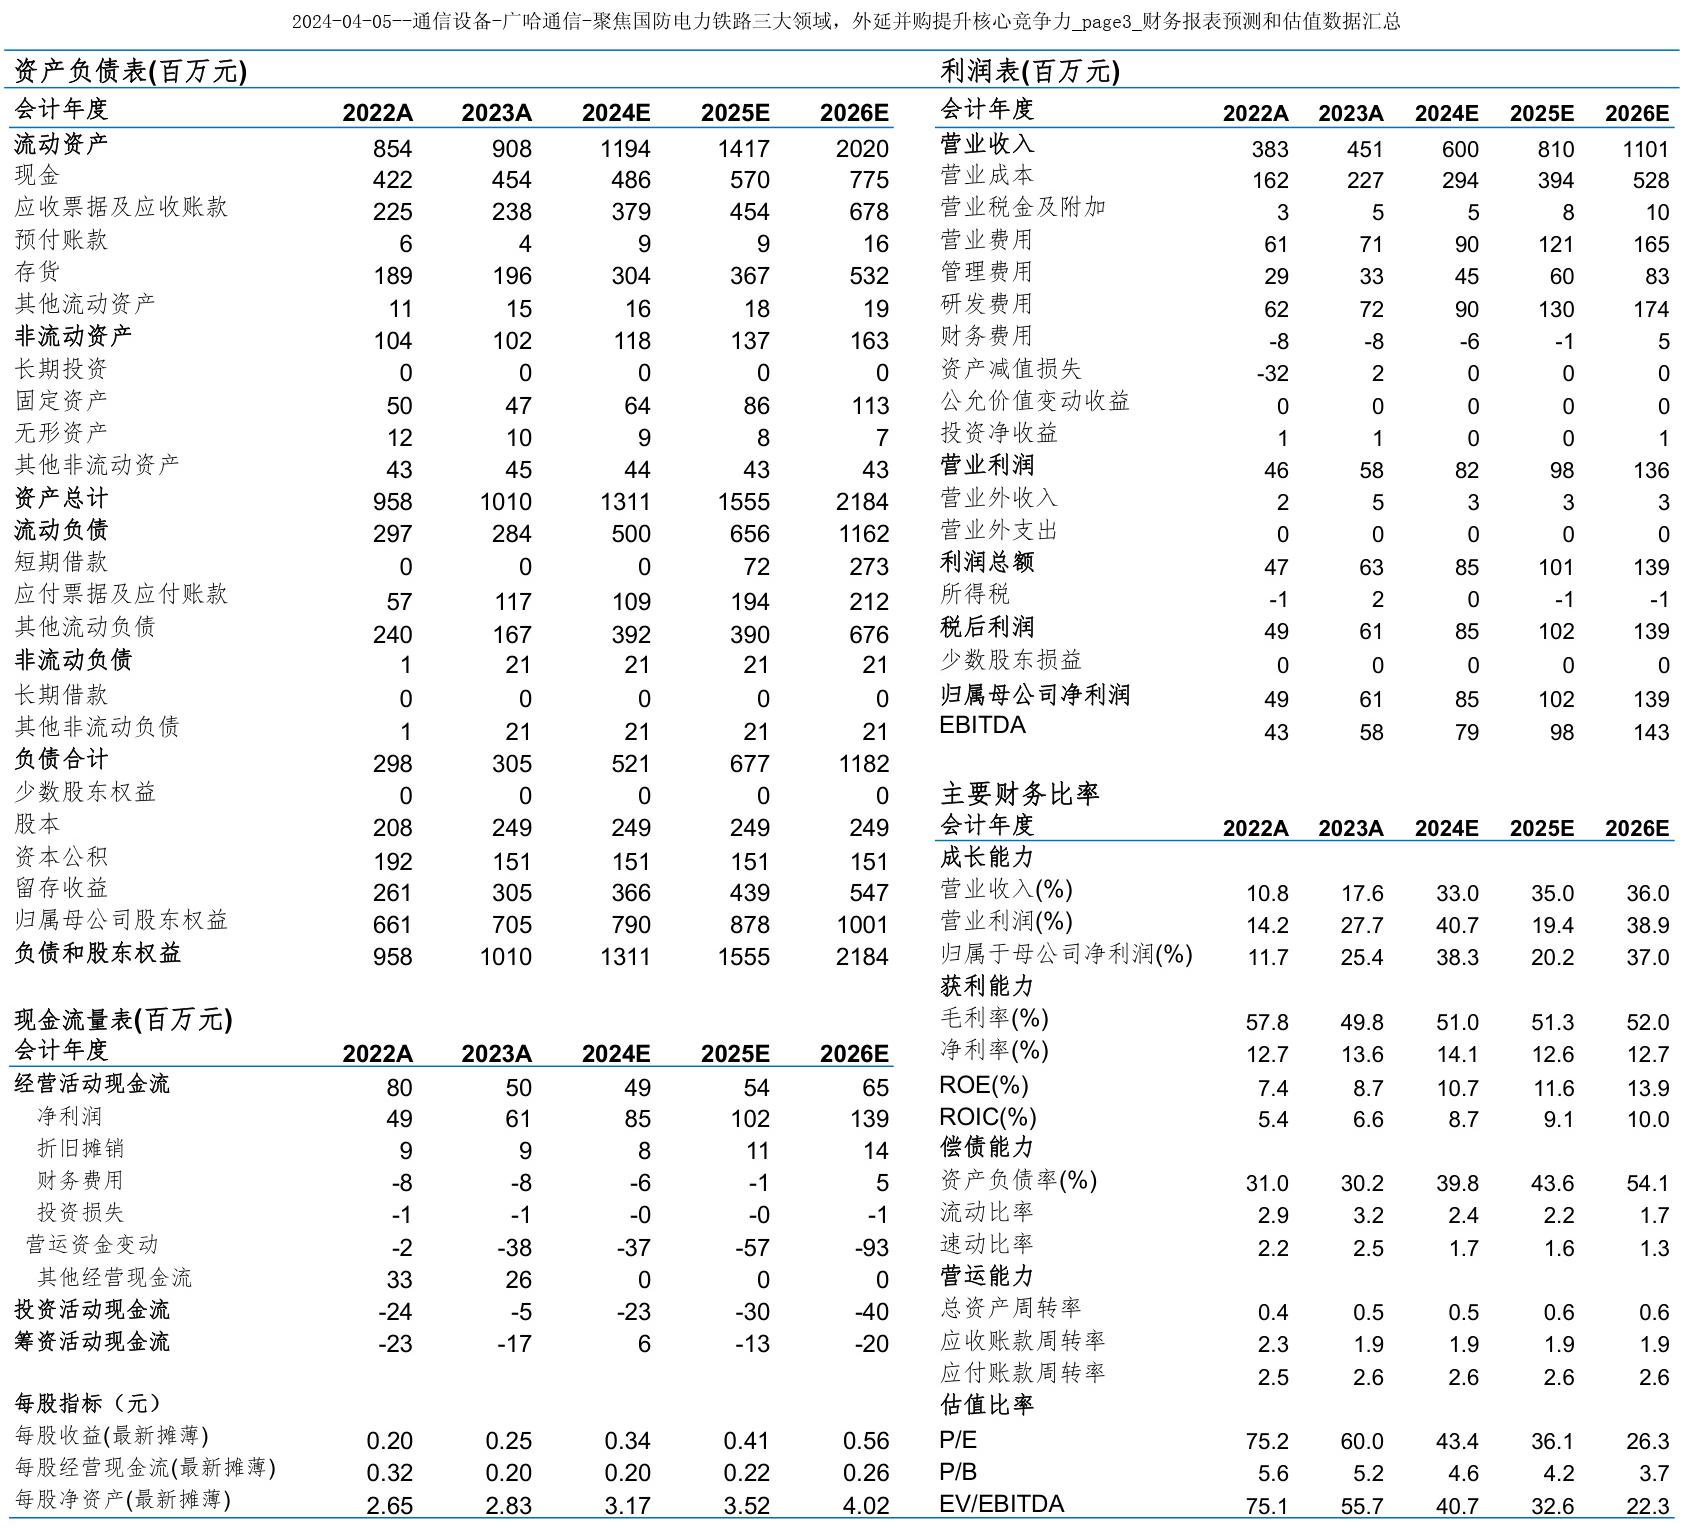 2024-04-05--通信设备-广哈通信-聚焦国防电力铁路三大领域，外延并购提升核心竞争力_page3_财务报表预测和估值数据汇总
资产负债表(百万元)
会计年度 2022A 2023A 2024E 2025E 2026E
流动资产 854 908 1194 1417 2020
现金 422 454 486 570 775
应收票据及应收账款 225 238 379 454 678
预付账款 6 4 9 9 16
存货 189 196 304 367 532
其他流动资产 11 15 16 18 19
非流动资产 104 102 118 137 163
长期投资 0 0 0 0 0
固定资产 50 47 64 86 113
无形资产 12 10 9 8 7
其他非流动资产 43 45 44 43 43
资产总计 958 1010 1311 1555 2184
流动负债 297 284 500 656 1162
短期借款 0 0 0 72 273
应付票据及应付账款 57 117 109 194 212
其他流动负债 240 167 392 390 676
非流动负债 1 21 21 21 21
长期借款 0 0 0 0 0
其他非流动负债 1 21 21 21 21
负债合计 298 305 521 677 1182
少数股东权益 0 0 0 0 0
股本 208 249 249 249 249
资本公积 192 151 151 151 151
留存收益 261 305 366 439 547
归属母公司股东权益 661 705 790 878 1001
负债和股东权益 958 1010 1311 1555 2184
现金流量表(百万元)
会计年度 2022A 2023A 2024E 2025E 2026E
经营活动现金流 80 50 49 54 65
净利润 49 61 85 102 139
折旧摊销 9 9 8 11 14
财务费用 -8 -8 -6 -1 5
投资损失 -1 -1 -0 -0 -1
营运资金变动 -2 -38 -37 -57 -93
其他经营现金流 33 26 0 0 0
投资活动现金流 -24 -5 -23 -30 -40
筹资活动现金流 -23 -17 6 -13 -20
每股指标（元）
每股收益(最新摊薄) 0.20 0.25 0.34 0.41 0.56
每股经营现金流(最新摊薄) 0.32 0.20 0.20 0.22 0.26
每股净资产(最新摊薄) 2.65 2.83 3.17 3.52 4.02
利润表(百万元)
会计年度 2022A 2023A 2024E 2025E 2026E
营业收入 383 451 600 810 1101
营业成本 162 227 294 394 528
营业税金及附加 3 5 5 8 10
营业费用 61 71 90 121 165
管理费用 29 33 45 60 83
研发费用 62 72 90 130 174
财务费用 -8 -8 -6 -1 5
资产减值损失 -32 2 0 0 0
公允价值变动收益 0 0 0 0 0
投资净收益 1 1 0 0 1
营业利润 46 58 82 98 136
营业外收入 2 5 3 3 3
营业外支出 0 0 0 0 0
利润总额 47 63 85 101 139
所得税 -1 2 0 -1 -1
税后利润 49 61 85 102 139
少数股东损益 0 0 0 0 0
归属母公司净利润 49 61 85 102 139
EBITDA 43 58 79 98 143
主要财务比率
会计年度 2022A 2023A 2024E 2025E 2026E
成长能力
营业收入(%) 10.8 17.6 33.0 35.0 36.0
营业利润(%) 14.2 27.7 40.7 19.4 38.9
归属于母公司净利润(%) 11.7 25.4 38.3 20.2 37.0
获利能力
毛利率(%) 57.8 49.8 51.0 51.3 52.0
净利率(%) 12.7 13.6 14.1 12.6 12.7
ROE(%) 7.4 8.7 10.7 11.6 13.9
ROIC(%) 5.4 6.6 8.7 9.1 10.0
偿债能力
资产负债率(%) 31.0 30.2 39.8 43.6 54.1
流动比率 2.9 3.2 2.4 2.2 1.7
速动比率 2.2 2.5 1.7 1.6 1.3
营运能力
总资产周转率 0.4 0.5 0.5 0.6 0.6
应收账款周转率 2.3 1.9 1.9 1.9 1.9
应付账款周转率 2.5 2.6 2.6 2.6 2.6
估值比率
P/E 75.2 60.0 43.4 36.1 26.3
P/B 5.6 5.2 4.6 4.2 3.7
EV/EBITDA 75.1 55.7 40.7 32.6 22.3